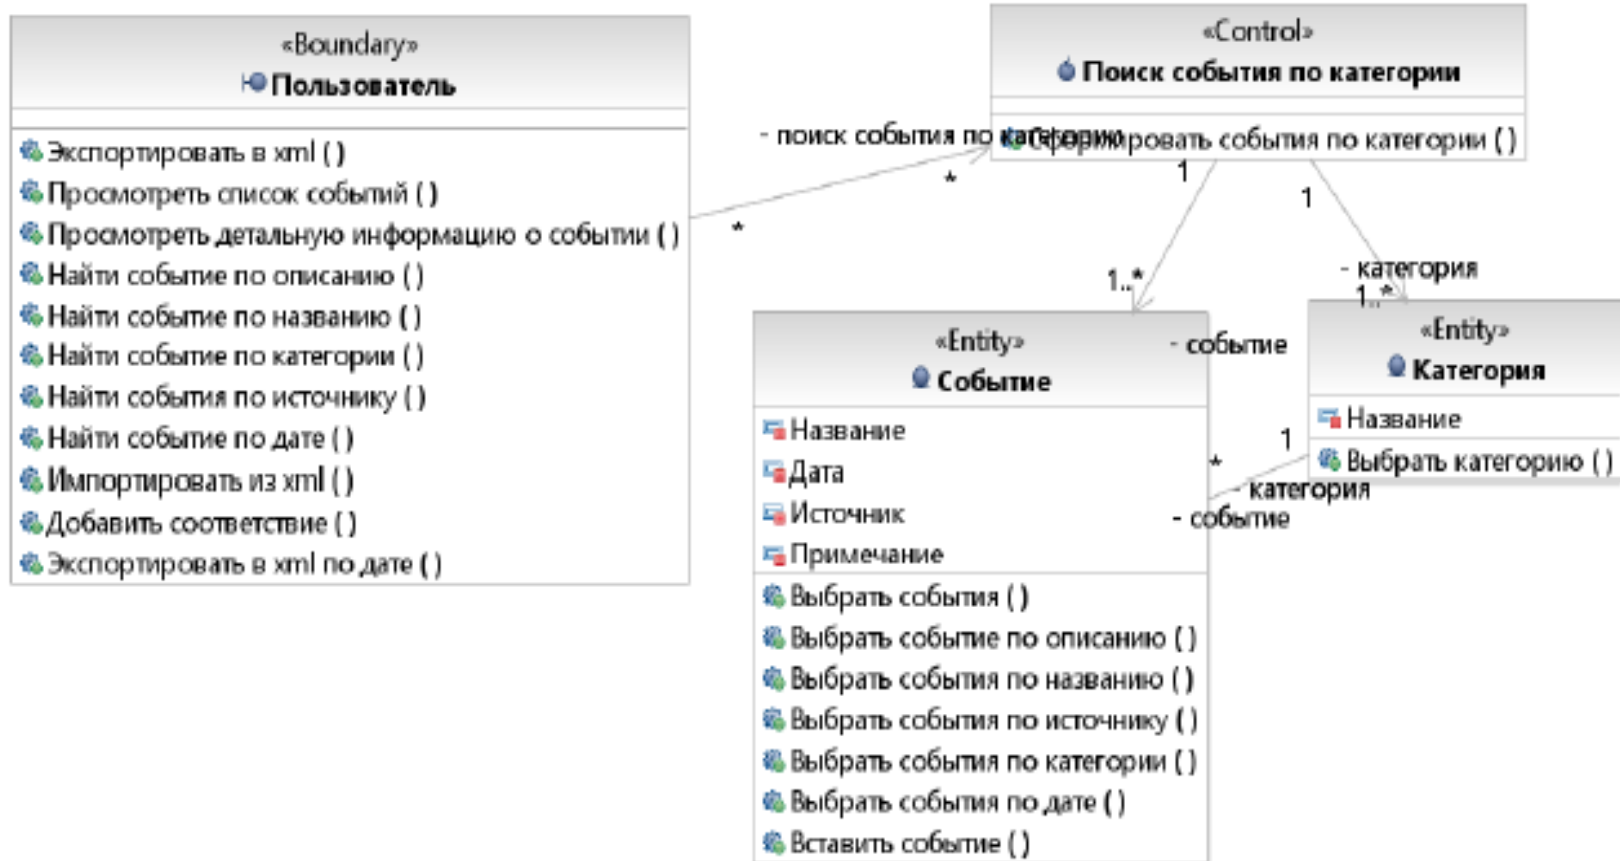 «Boundary»
Пользователь
Экспортировать в xml ( )
Просмотреть список событий ( )
Просмотреть детальную информацию о событии ( )
Найти событие по описанию ( )
Найти событие по названию ( )
Найти событие по категории ( )
Найти события по источнику ( )
Найти событие по дате ( )
Импортировать из xml ( )
Добавить соответствие ( )
Экспортировать в xml по дате ( )
- поиск события по категории
*
*
«Control»
Поиск события по категории
Сформировать события по категории ( )
1
1
1..*
- категория
1..*
- событие
«Entity»
Событие
Название
Дата
Источник
Примечание
Выбрать события ( )
Выбрать событие по описанию ( )
Выбрать события по названию ( )
Выбрать события по источнику ( )
Выбрать события по категории ( )
Выбрать события по дате ( )
Вставить событие ( )
«Entity»
Категория
Название
Выбрать категорию ( )
1
*
- категория
- событие